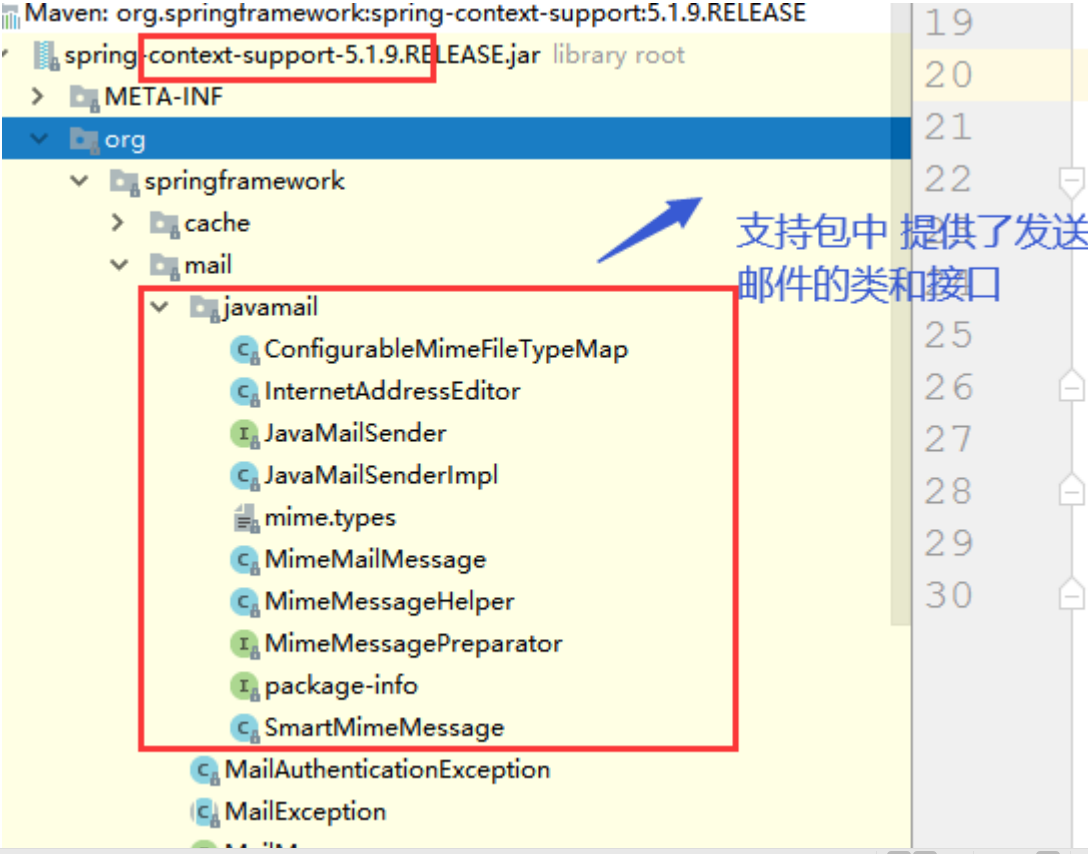 Maven: org.springframework:spring-context-support:5.1.9.RELEASE
spring-context-support-5.1.9.RELEASE.jar library root
META-INF
org
springframework
cache
mail
javamail
ConfigurableMimeFileTypeMap
InternetAddressEditor
JavaMailSender
JavaMailSenderImpl
mime.types
MimeMailMessage
MimeMessageHelper
MimeMessagePreparator
package-info
SmartMimeMessage
MailAuthenticationException
MailException
支持包中 提供了发送
邮件的类和接口
19
20
21
22
25
26
27
28
29
30